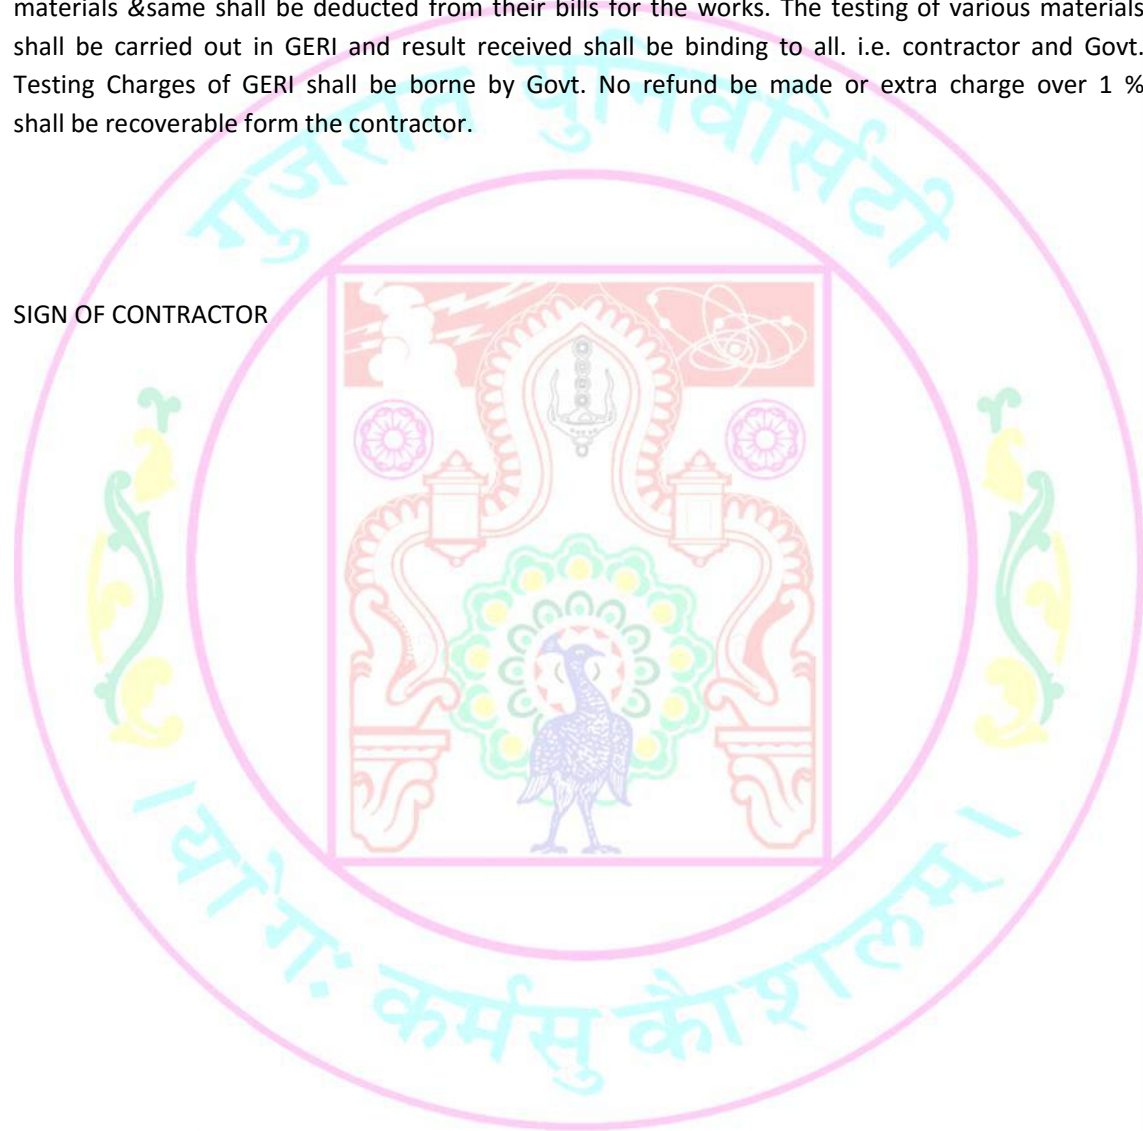 materials &same shall be deducted from their bills for the works. The testing of various materials
shall be carried out in GERI and result received shall be binding to all. i.e. contractor and Govt.
Testing Charges of GERI shall be borne by Govt. No refund be made or extra charge over 1 %
shall be recoverable form the contractor.
SIGN OF CONTRACTOR
गुजरात युनिवर्सिटी
। योगः कर्मसु कौशलम् ।